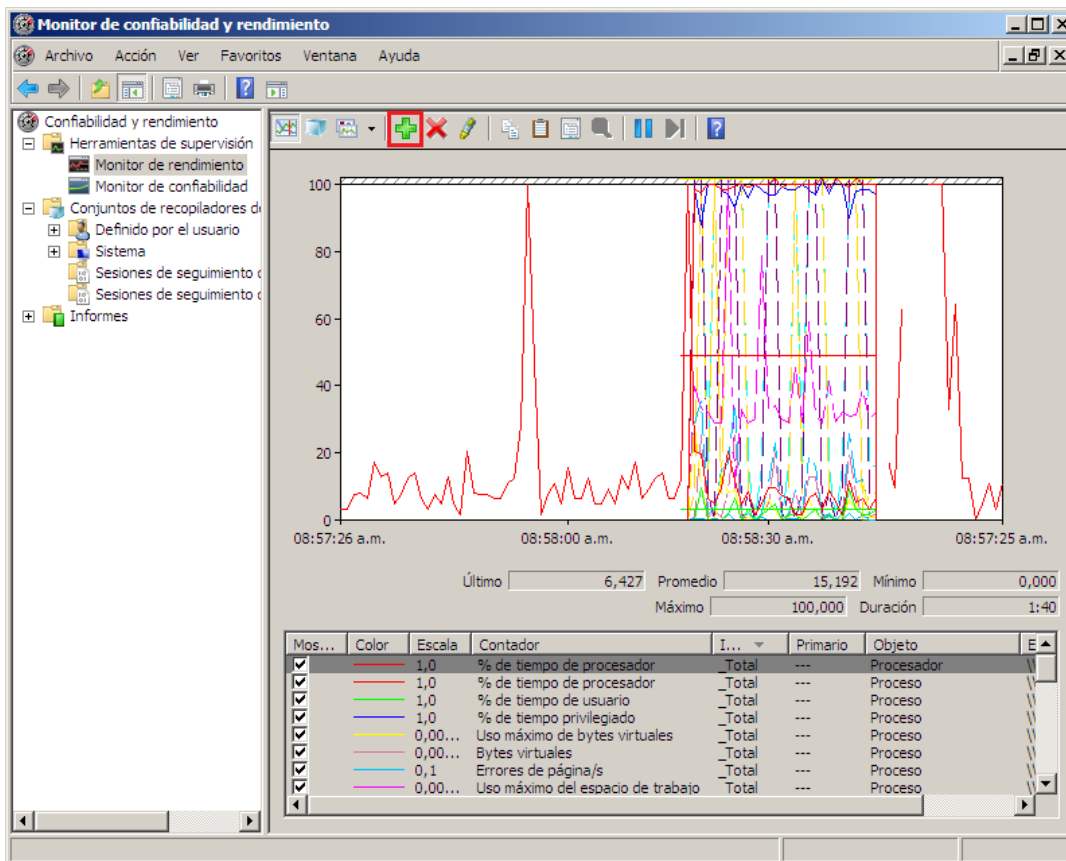 Monitor de confiabilidad y rendimiento
Archivo Acción Ver Favoritos Ventana Ayuda
Confiabilidad y rendimiento
Herramientas de supervisión
Monitor de rendimiento
Monitor de confiabilidad
Conjuntos de recopiladores de
Definido por el usuario
Sistema
Sesiones de seguimiento
Sesiones de seguimiento
Informes
100
80
60
40
20
0
08:57:26 a.m. 08:58:00 a.m. 08:58:30 a.m. 08:57:25 a.m.
Último 6,427 Promedio 15,192 Mínimo 0,000
Máximo 100,000 Duración 1:40
Mos... Color Escala Contador I... Primario Objeto E
1,0 % de tiempo de procesador _Total --- Procesador \\
1,0 % de tiempo de procesador _Total --- Proceso \\
1,0 % de tiempo de usuario _Total --- Proceso \\
1,0 % de tiempo privilegiado _Total --- Proceso \\
0,00... Uso máximo de bytes virtuales _Total --- Proceso \\
0,00... Bytes virtuales _Total --- Proceso \\
0,1 Errores de página/s _Total --- Proceso \\
0,00... Uso máximo del espacio de trabajo _Total --- Proceso \\